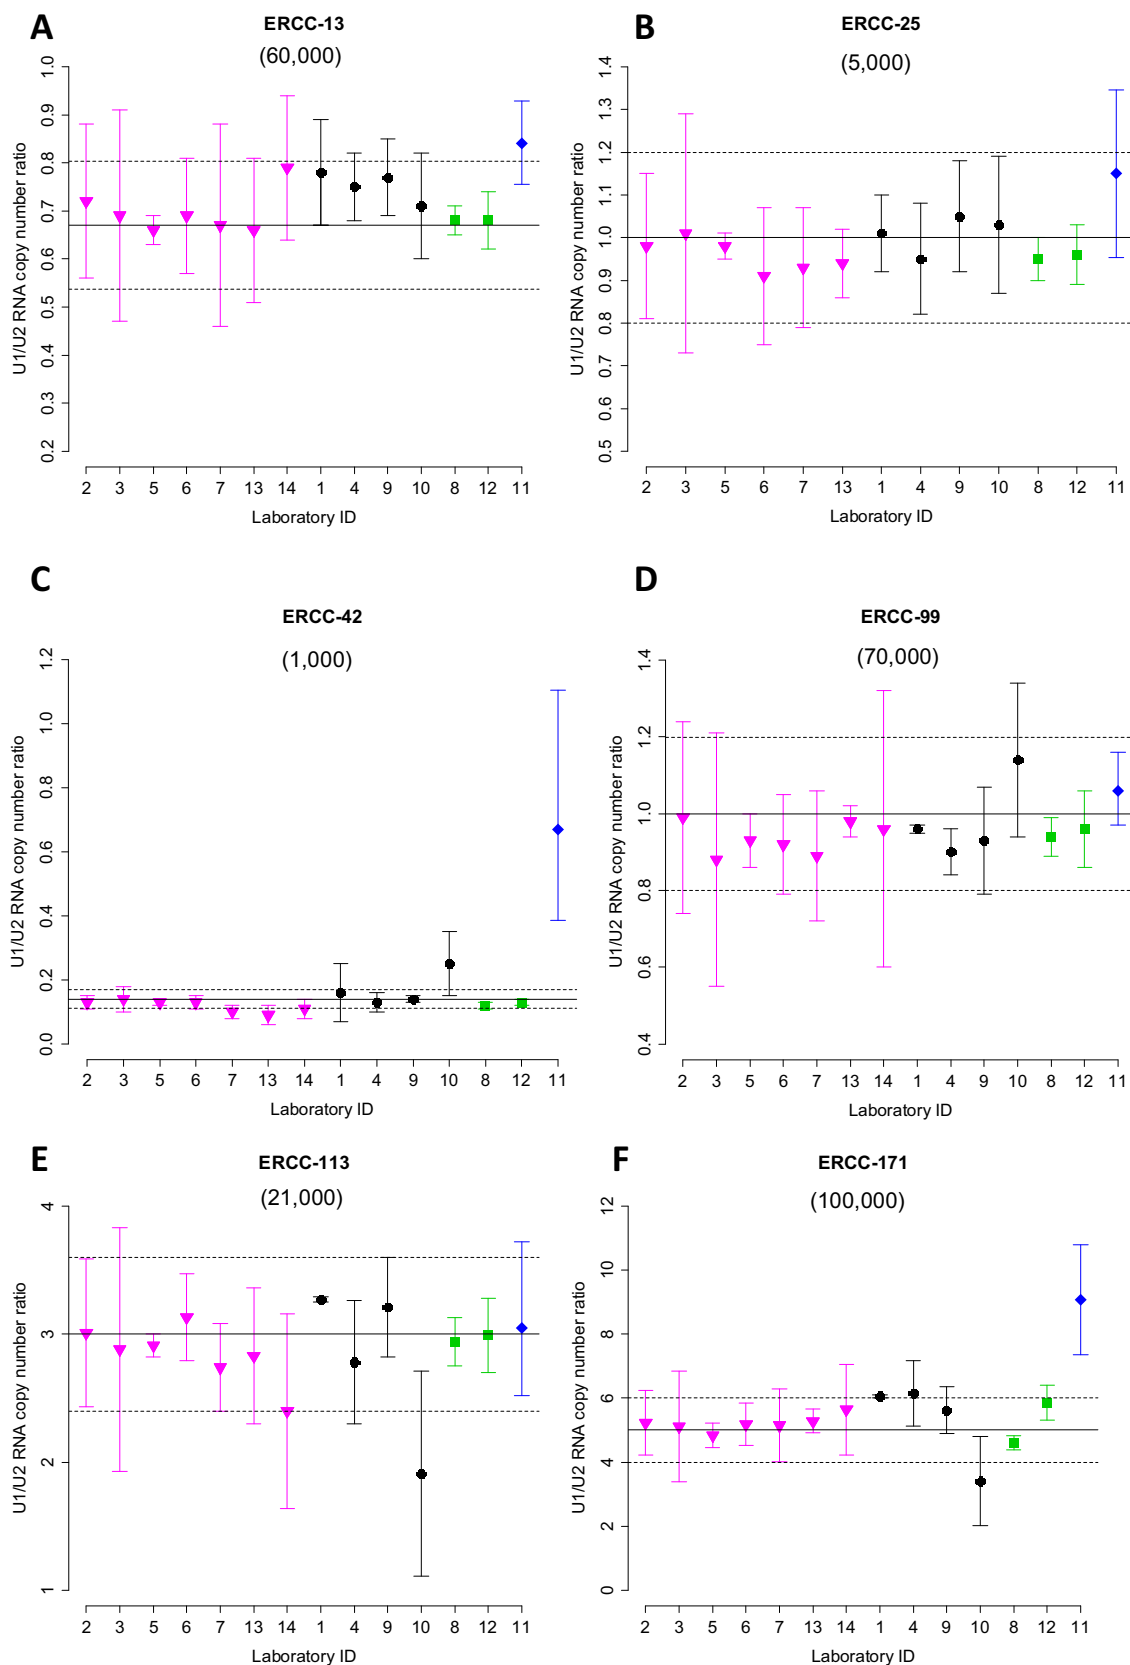 A
ERCC-13
(60,000)
U1/U2 RNA copy number ratio
1.0
0.9
0.8
0.7
0.6
0.5
0.4
0.3
0.2
2 3 5 6 7 13 14 1 4 9 10 8 12 11
Laboratory ID
B
ERCC-25
(5,000)
U1/U2 RNA copy number ratio
1.4
1.3
1.2
1.1
1.0
0.9
0.8
0.7
0.6
0.5
2 3 5 6 7 13 1 4 9 10 8 12 11
Laboratory ID
C
ERCC-42
(1,000)
U1/U2 RNA copy number ratio
1.2
1.0
0.8
0.6
0.4
0.2
0.0
2 3 5 6 7 13 14 1 4 9 10 8 12 11
Laboratory ID
D
ERCC-99
(70,000)
U1/U2 RNA copy number ratio
1.4
1.2
1.0
0.8
0.6
0.4
2 3 5 6 7 13 14 1 4 9 10 8 12 11
Laboratory ID
E
ERCC-113
(21,000)
U1/U2 RNA copy number ratio
4
3
2
1
2 3 5 6 7 13 14 1 4 9 10 8 12 11
Laboratory ID
F
ERCC-171
(100,000)
U1/U2 RNA copy number ratio
12
10
8
6
4
2
0
2 3 5 6 7 13 14 1 4 9 10 8 12 11
Laboratory ID